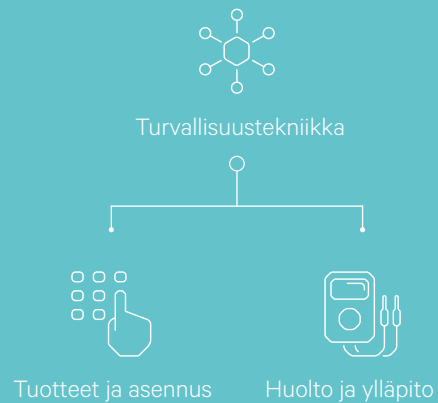 Turvallisuustekniikka
Tuotteet ja asennus
Huolto ja ylläpito